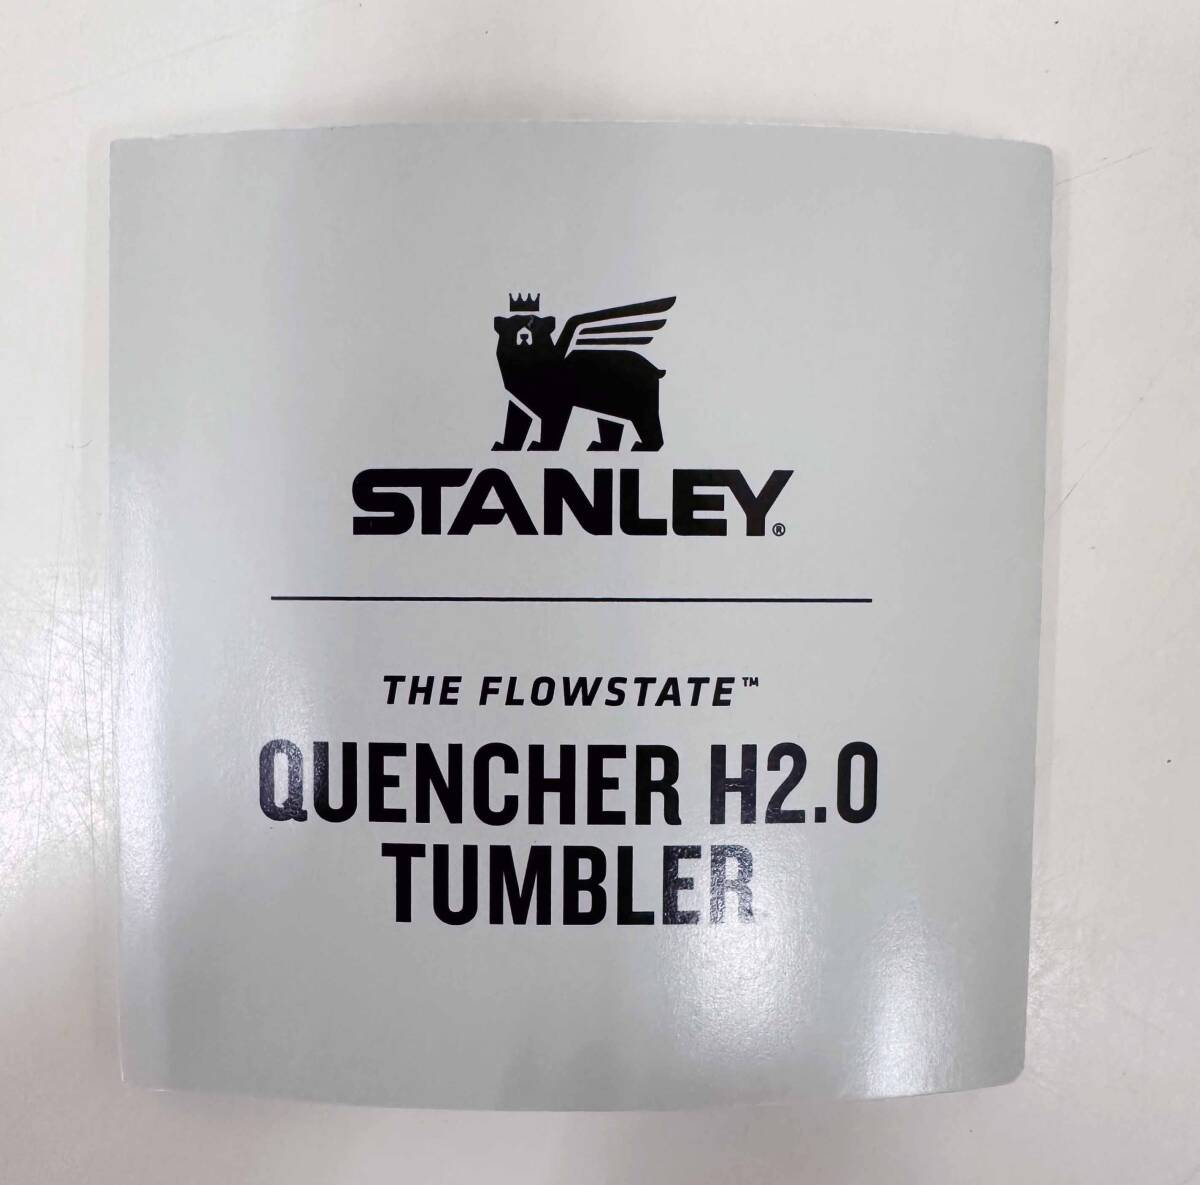 STANLEY®
THE FLOWSTATE™
QUENCHER H2.0
TUMBLER